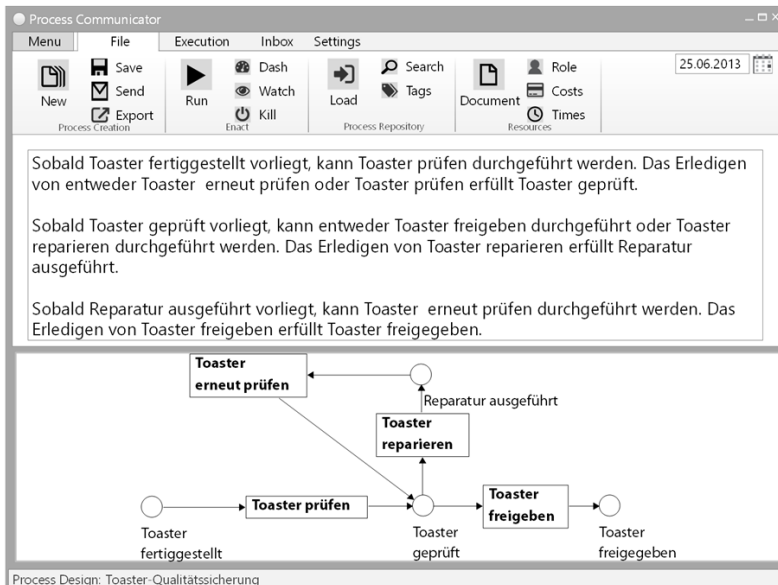 Process Communicator
Menu File Execution Inbox Settings
New
Save
Send
Export
Process Creation
Run
Dash
Watch
Kill
Enact
Load
Search
Tags
Process Repository
Document
Role
Costs
Times
Resources
25.06.2013
Sobald Toaster fertiggestellt vorliegt, kann Toaster prüfen durchgeführt werden. Das Erledigen
von entweder Toaster  erneut prüfen oder Toaster prüfen erfüllt Toaster geprüft.
Sobald Toaster geprüft vorliegt, kann entweder Toaster freigeben durchgeführt oder Toaster
reparieren durchgeführt werden. Das Erledigen von Toaster reparieren erfüllt Reparatur
ausgeführt.
Sobald Reparatur ausgeführt vorliegt, kann Toaster  erneut prüfen durchgeführt werden. Das
Erledigen von Toaster freigeben erfüllt Toaster freigegeben.
Toaster
erneut prüfen
Reparatur ausgeführt
Toaster
reparieren
Toaster prüfen
Toaster
freigeben
Toaster
fertiggestellt
Toaster
geprüft
Toaster
freigegeben
Process Design: Toaster-Qualitätssicherung